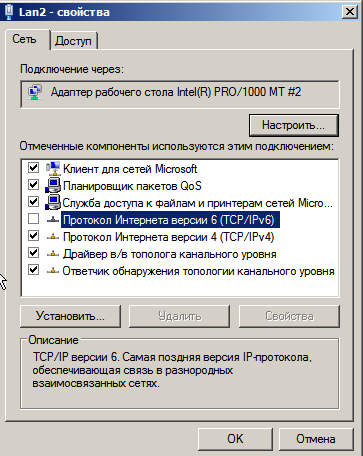 Lan2 - свойства
Сеть
Доступ
Подключение через:
Адаптер рабочего стола Intel(R) PRO/1000 MT #2
Настроить...
Отмеченные компоненты используются этим подключением:
Клиент для сетей Microsoft
Планировщик пакетов QoS
Служба доступа к файлам и принтерам сетей Micro...
Протокол Интернета версии 6 (TCP/IPv6)
Протокол Интернета версии 4 (TCP/IPv4)
Драйвер в/в тополога канального уровня
Ответчик обнаружения топологии канального уровня
Установить...
Удалить
Свойства
Описание
TCP/IP версии 6. Самая поздняя версия IP-протокола,
обеспечивающая связь в разнородных
взаимосвязанных сетях.
OK
Отмена